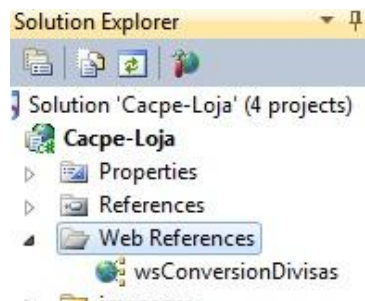 Solution Explorer
Solution 'Cacpe-Loja' (4 projects)
Cacpe-Loja
Properties
References
Web References
wsConversionDivisas